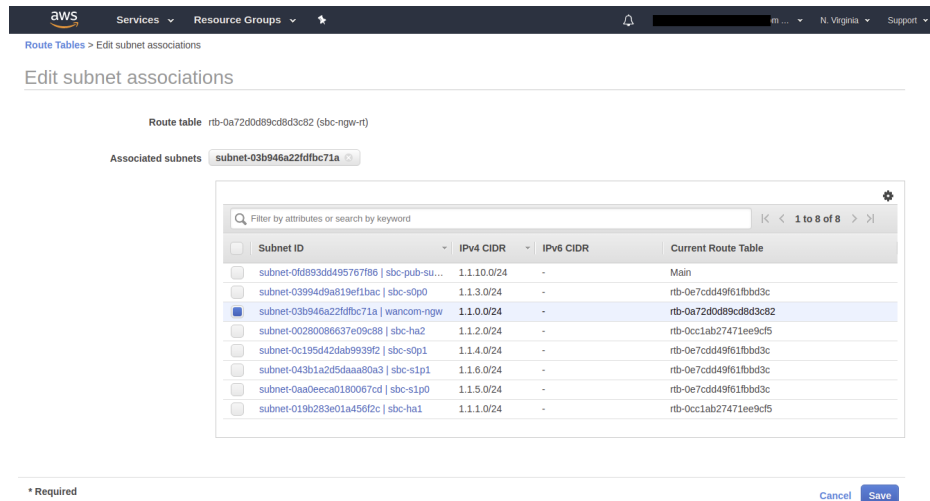 aws Services Resource Groups m ... N. Virginia Support
Route Tables > Edit subnet associations
Edit subnet associations
Route table rtb-0a72d0d89cd8d3c82 (sbc-ngw-rt)
Associated subnets subnet-03b946a22fdfbc71a
Filter by attributes or search by keyword 1 to 8 of 8
Subnet ID IPv4 CIDR IPv6 CIDR Current Route Table
subnet-0fd893dd495767f86 | sbc-pub-su... 1.1.10.0/24 - Main
subnet-03994d9a819ef1bac | sbc-s0p0 1.1.3.0/24 - rtb-0e7cdd49f61fbbd3c
subnet-03b946a22fdfbc71a | wancom-ngw 1.1.0.0/24 - rtb-0a72d0d89cd8d3c82
subnet-00280086637e09c88 | sbc-ha2 1.1.2.0/24 - rtb-0cc1ab27471ee9cf5
subnet-0c195d42dab9939f2 | sbc-s0p1 1.1.4.0/24 - rtb-0e7cdd49f61fbbd3c
subnet-043b1a2d5daaa80a3 | sbc-s1p1 1.1.6.0/24 - rtb-0e7cdd49f61fbbd3c
subnet-0aa0eeca0180067cd | sbc-s1p0 1.1.5.0/24 - rtb-0e7cdd49f61fbbd3c
subnet-019b283e01a456f2c | sbc-ha1 1.1.1.0/24 - rtb-0cc1ab27471ee9cf5
* Required
Cancel Save